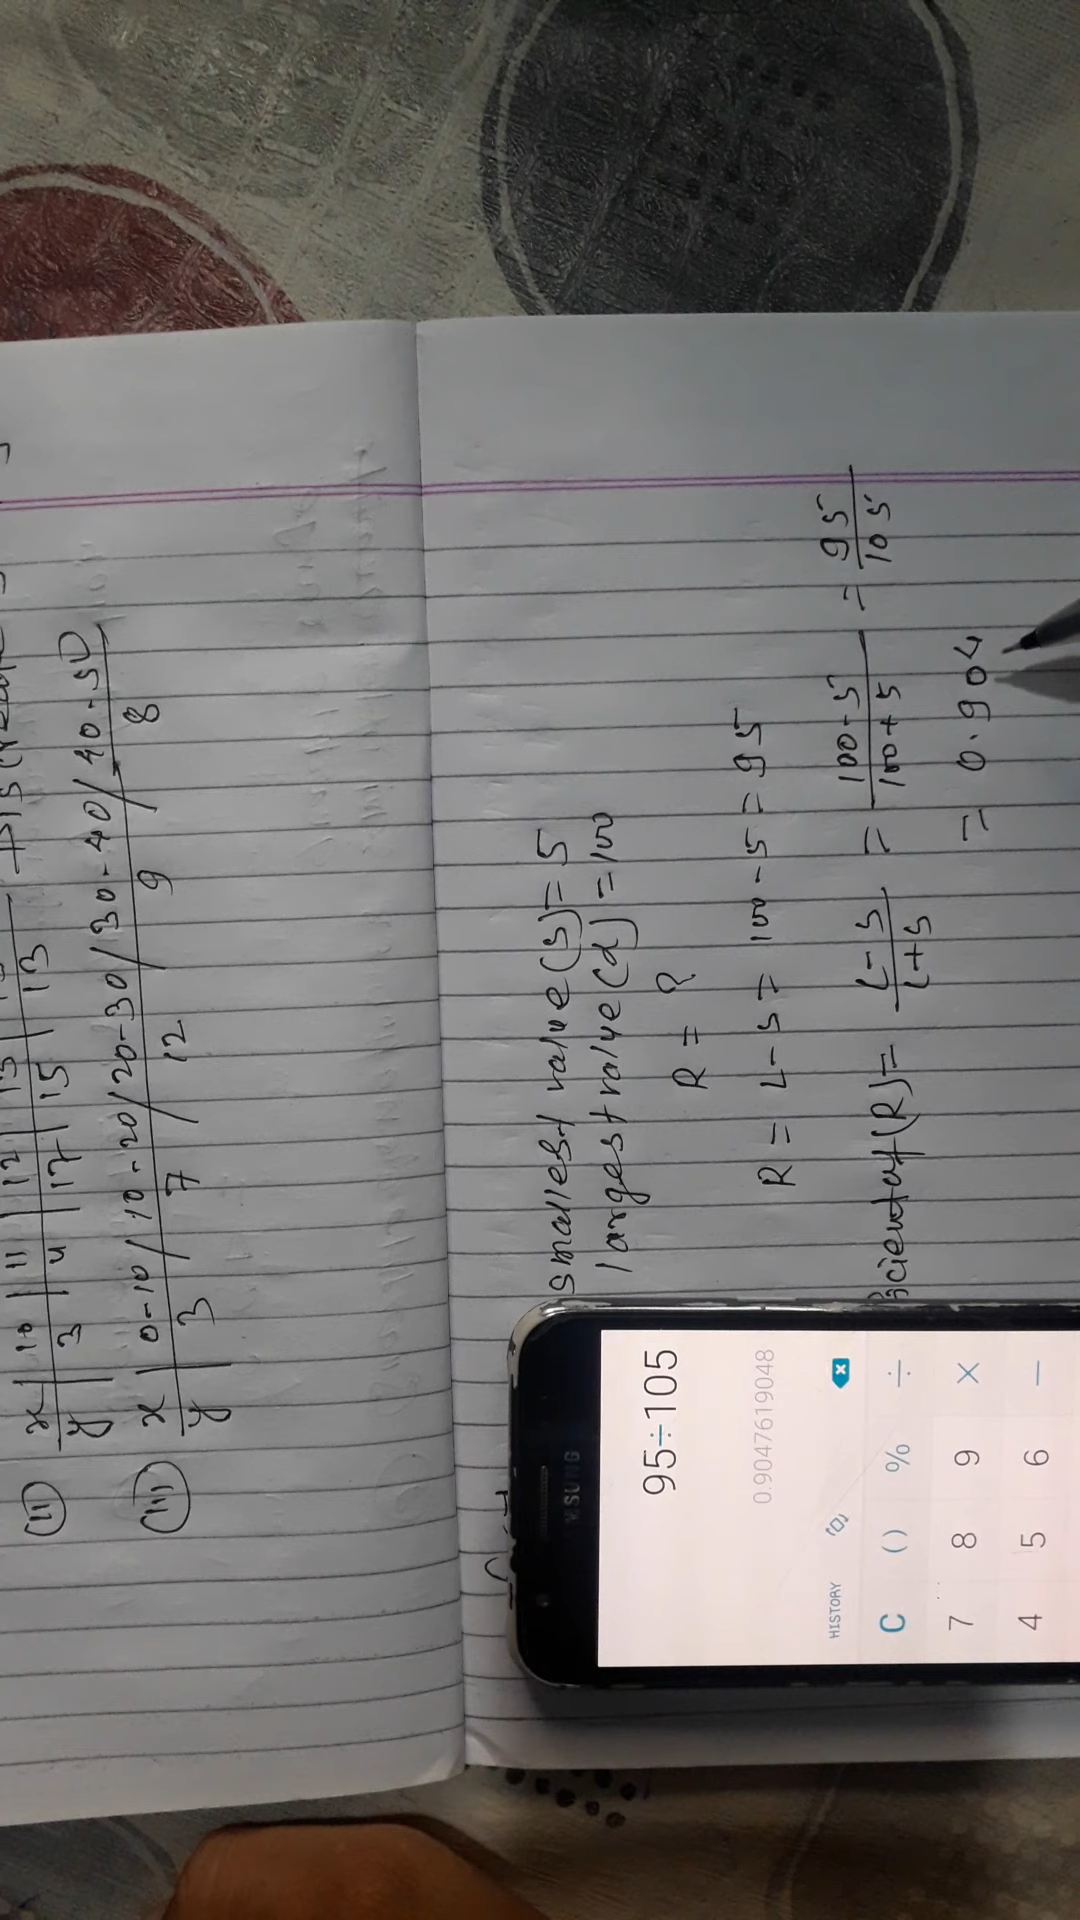 (ii) x | 10 | 11 | 12 | 13
y | 3 | 4 | 17 | 15 | 13
(iii) x | 0-10 / 10-20 / 20-30 / 30-40 / 40-50
y | 3 7 / 12 9 8
smallest value (s) = 5
largest value (L) = 100
R = ?
R = L - S = 100 - 5 = 95
cient of (R) = L-S / L+S = 100-5 / 100+5 = 95 / 105
= 0.904
SUNG
95÷105
0.9047619048
HISTORY
C () % ÷
7 8 9 ×
4 5 6 −